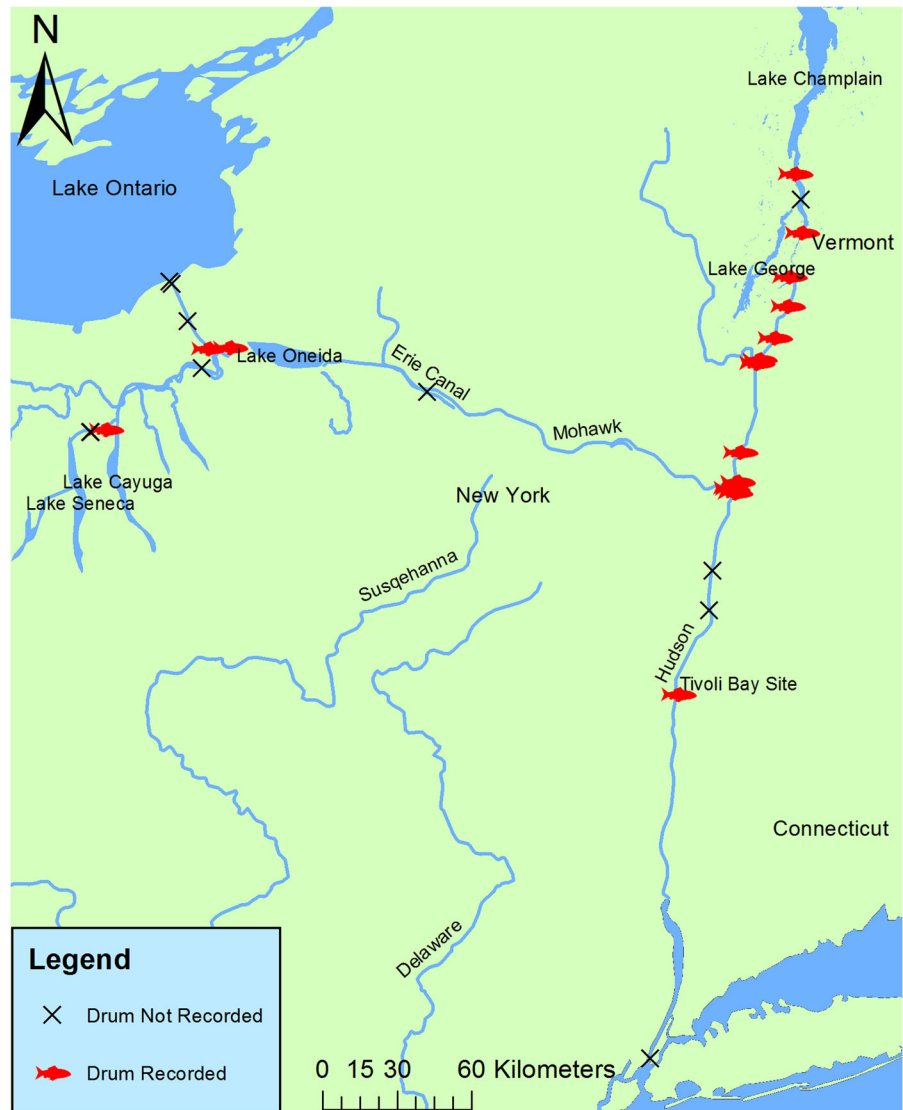 N
Lake Champlain
Lake Ontario
Vermont
Lake George
Lake Oneida
Erie Canal
Mohawk
Lake Cayuga
Lake Seneca
New York
Susqehanna
Hudson
Tivoli Bay Site
Connecticut
Delaware
Legend
Drum Not Recorded
Drum Recorded
0 15 30 60 Kilometers